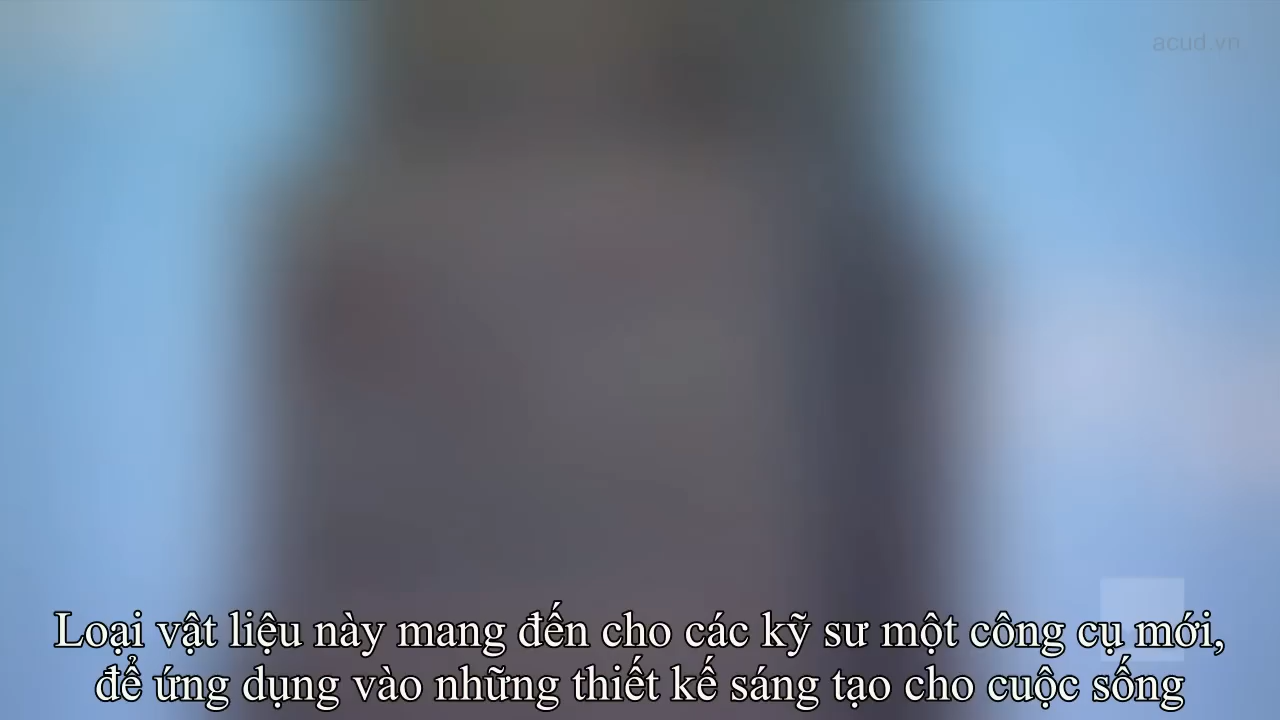 acud.vn
Loại vật liệu này mang đến cho các kỹ sư một công cụ mới,
để ứng dụng vào những thiết kế sáng tạo cho cuộc sống